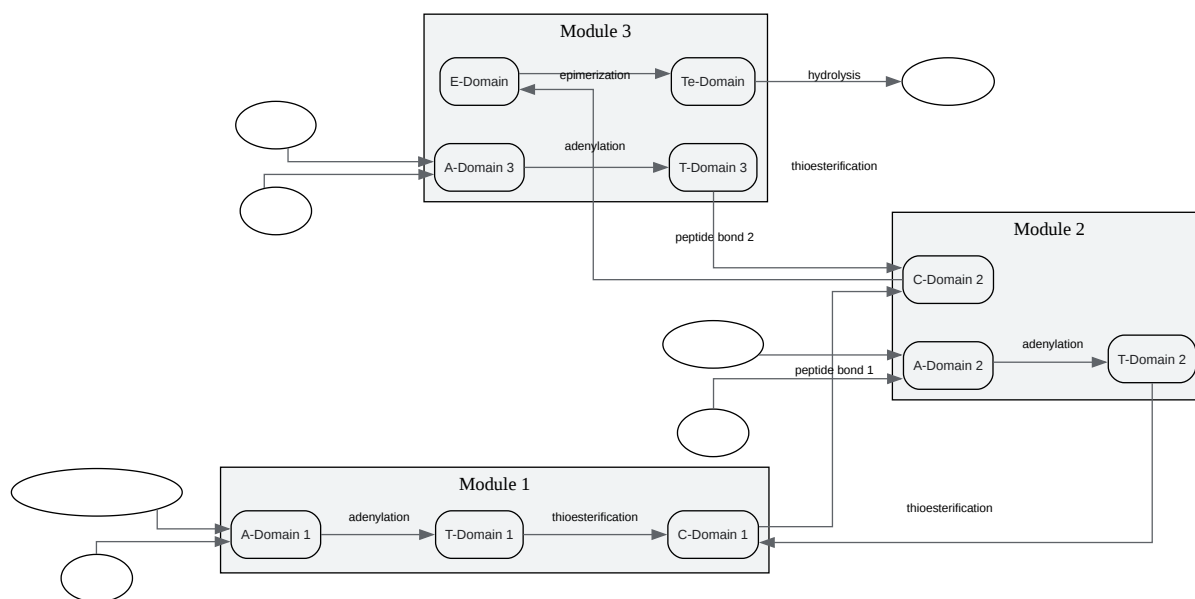 Module 3
E-Domain
epimerization
Te-Domain
hydrolysis
A-Domain 3
adenylation
T-Domain 3
thioesterification
peptide bond 2
Module 2
C-Domain 2
A-Domain 2
adenylation
T-Domain 2
peptide bond 1
Module 1
A-Domain 1
adenylation
T-Domain 1
thioesterification
C-Domain 1
thioesterification